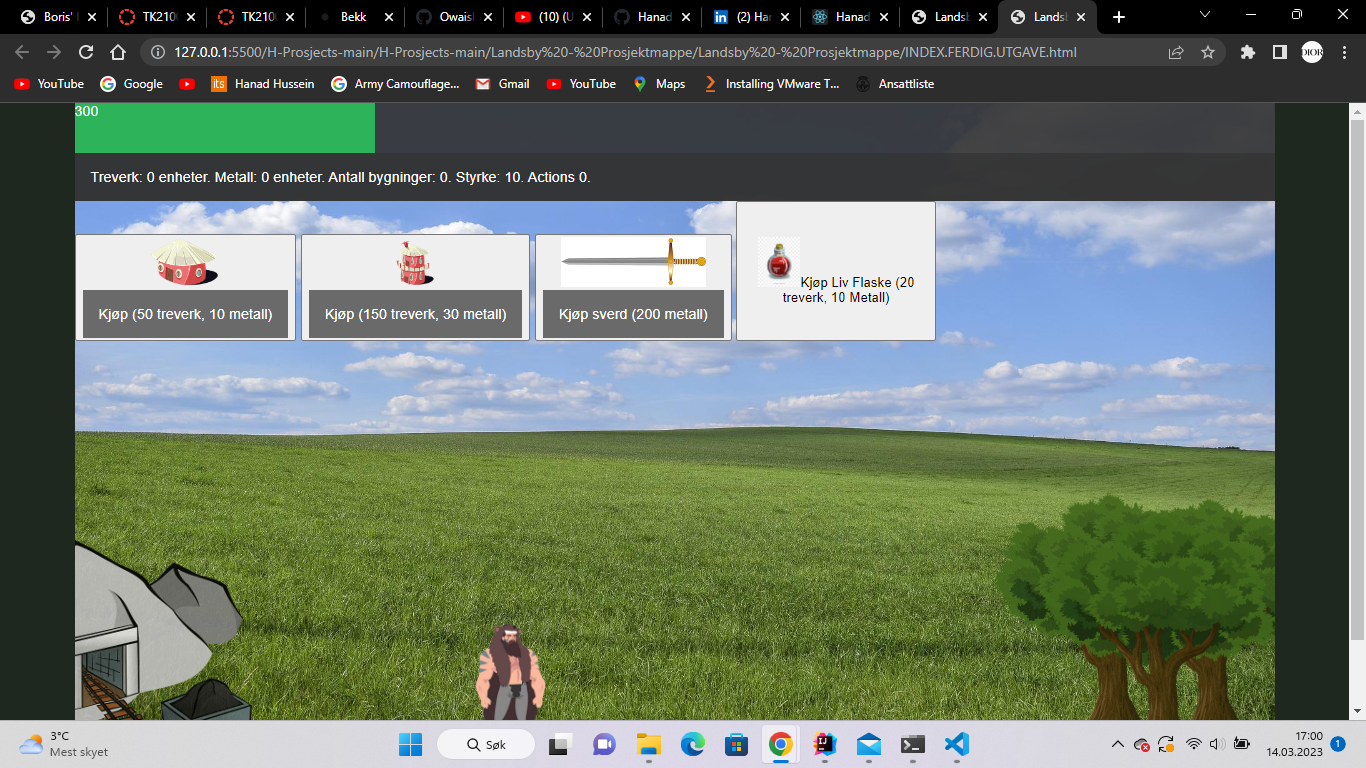 Boris'
TK210
TK210
Bekk
Owais
(10) (U
Hanad
(2) Har
Hanad
Lands
Lands
127.0.0.1:5500/H-Prosjects-main/H-Prosjects-main/Landsby%20-%20Prosjektmappe/Landsby%20-%20Prosjektmappe/INDEX.FERDIG.UTGAVE.html
DIOR
YouTube
Google
its
Hanad Hussein
Army Camouflage...
Gmail
YouTube
Maps
Installing VMware T...
Ansattliste
300
Treverk: 0 enheter. Metall: 0 enheter. Antall bygninger: 0. Styrke: 10. Actions 0.
Kjøp (50 treverk, 10 metall)
Kjøp (150 treverk, 30 metall)
Kjøp sverd (200 metall)
Kjøp Liv Flaske (20
treverk, 10 Metall)
3°C
Mest skyet
Søk
17:00
14.03.2023
1